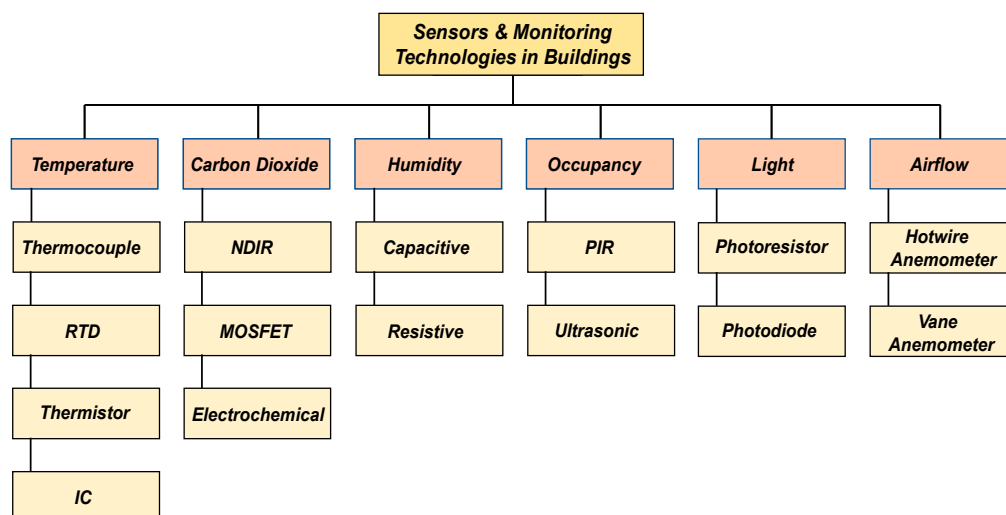 Sensors & Monitoring
Technologies in Buildings
Temperature
Carbon Dioxide
Humidity
Occupancy
Light
Airflow
Thermocouple
NDIR
Capacitive
PIR
Photoresistor
Hotwire
Anemometer
RTD
MOSFET
Resistive
Ultrasonic
Photodiode
Vane
Anemometer
Thermistor
Electrochemical
IC